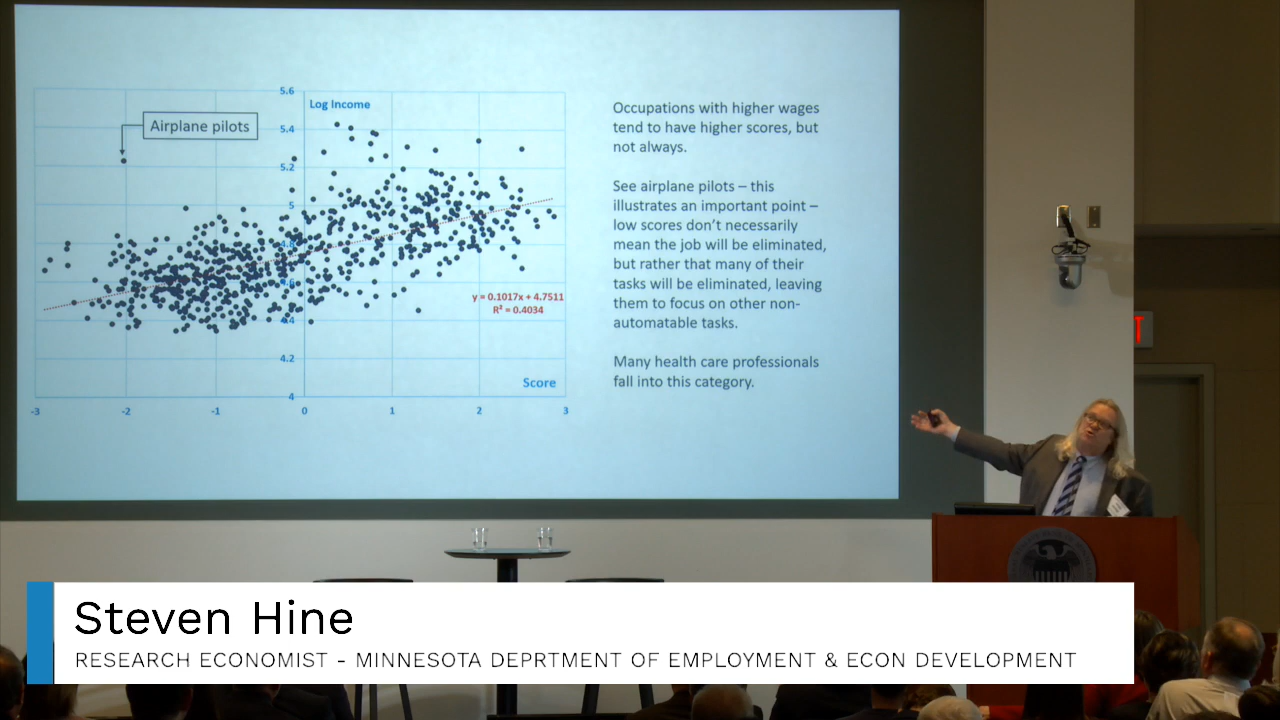 5.6
Log Income
Airplane pilots
5.4
5.2
5
4.8
4.6
4.4
4.2
4
y = 0.1017x + 4.7511
R² = 0.4034
Score
-3
-2
-1
0
1
2
3
Occupations with higher wages
tend to have higher scores, but
not always.
See airplane pilots – this
illustrates an important point –
low scores don't necessarily
mean the job will be eliminated,
but rather that many of their
tasks will be eliminated, leaving
them to focus on other non-
automatable tasks.
Many health care professionals
fall into this category.
Steven Hine
RESEARCH ECONOMIST - MINNESOTA DEPRTMENT OF EMPLOYMENT & ECON DEVELOPMENT